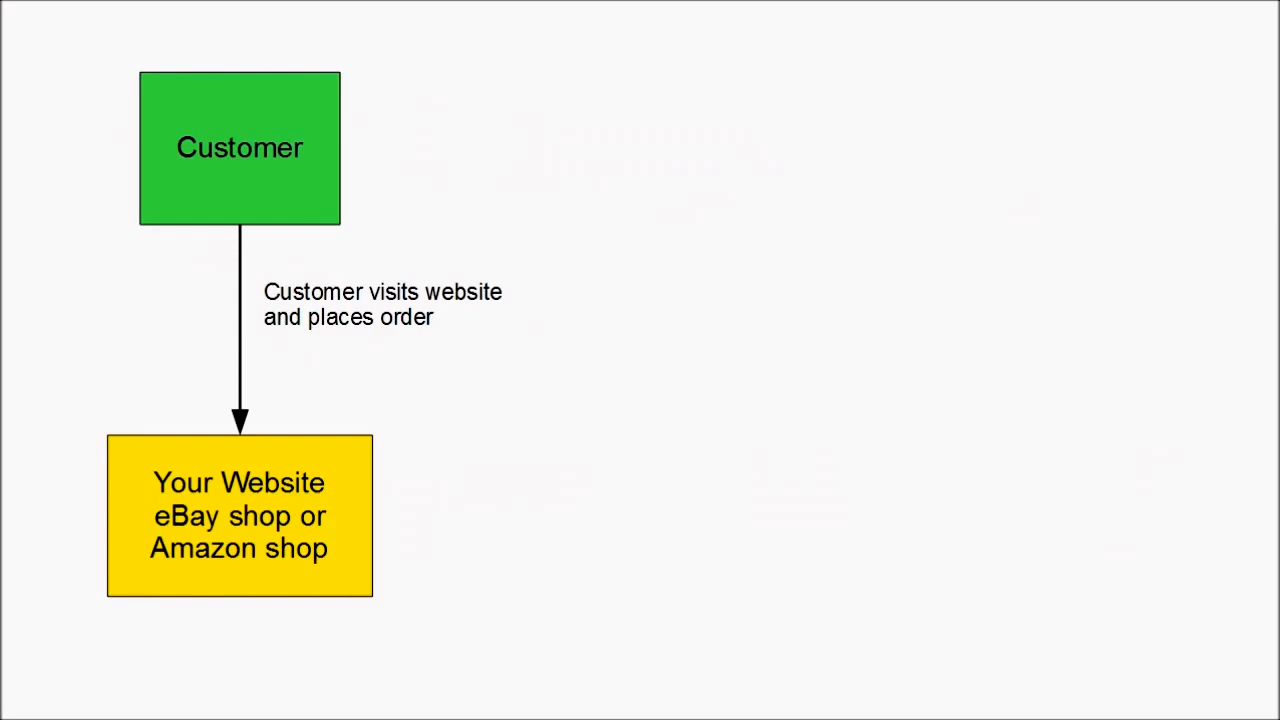 Customer
Customer visits website
and places order
Your Website
eBay shop or
Amazon shop